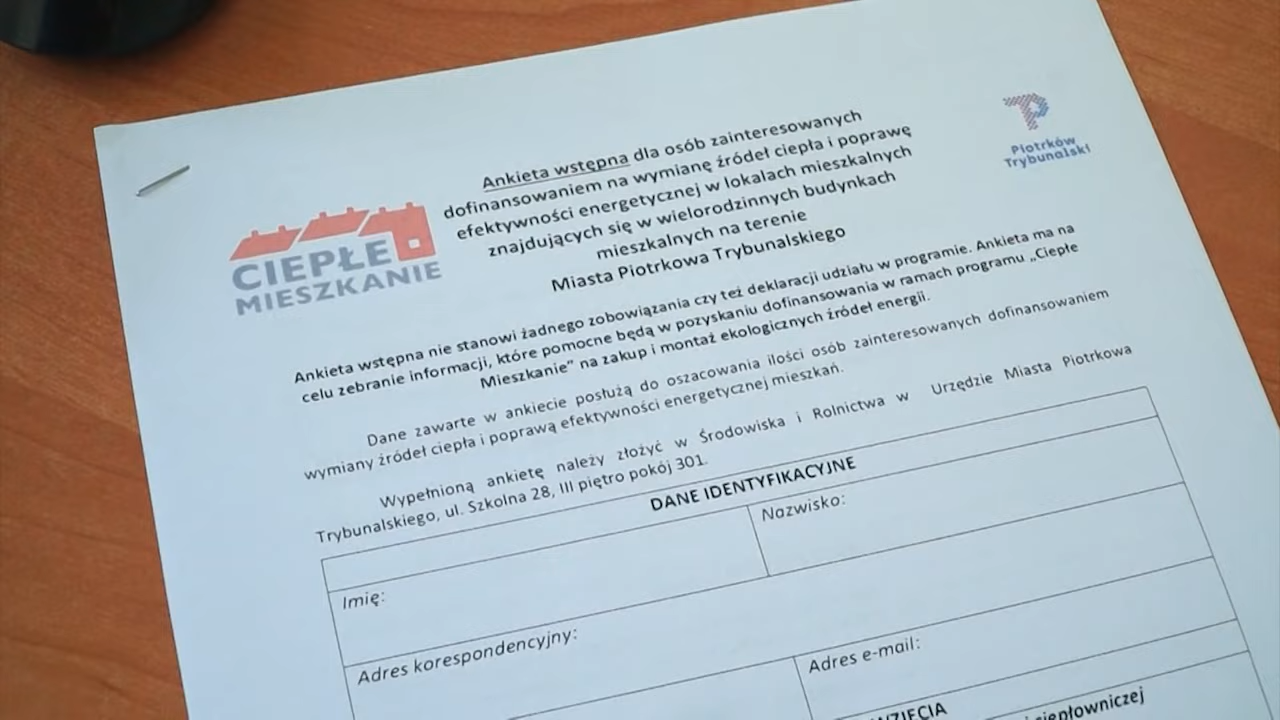 CIEPŁE
MIESZKANIE
Ankieta wstępna dla osób zainteresowanych
dofinansowaniem na wymianę źródeł ciepła i poprawę
efektywności energetycznej w lokalach mieszkalnych
znajdujących się w wielorodzinnych budynkach
mieszkalnych na terenie
Miasta Piotrkowa Trybunalskiego
Piotrków
Trybunalski
Ankieta wstępna nie stanowi żadnego zobowiązania czy też deklaracji udziału w programie. Ankieta ma na
celu zebranie informacji, które pomocne będą w pozyskaniu dofinansowania w ramach programu „Ciepłe
Mieszkanie” na zakup i montaż ekologicznych źródeł energii.
Dane zawarte w ankiecie posłużą do oszacowania ilości osób zainteresowanych dofinansowaniem
wymiany źródeł ciepła i poprawą efektywności energetycznej mieszkań.
Wypełnioną ankietę należy złożyć w Środowiska i Rolnictwa w Urzędzie Miasta Piotrkowa
Trybunalskiego, ul. Szkolna 28, III piętro pokój 301.
DANE IDENTYFIKACYJNE
Imię:
Nazwisko:
Adres korespondencyjny:
Adres e-mail: